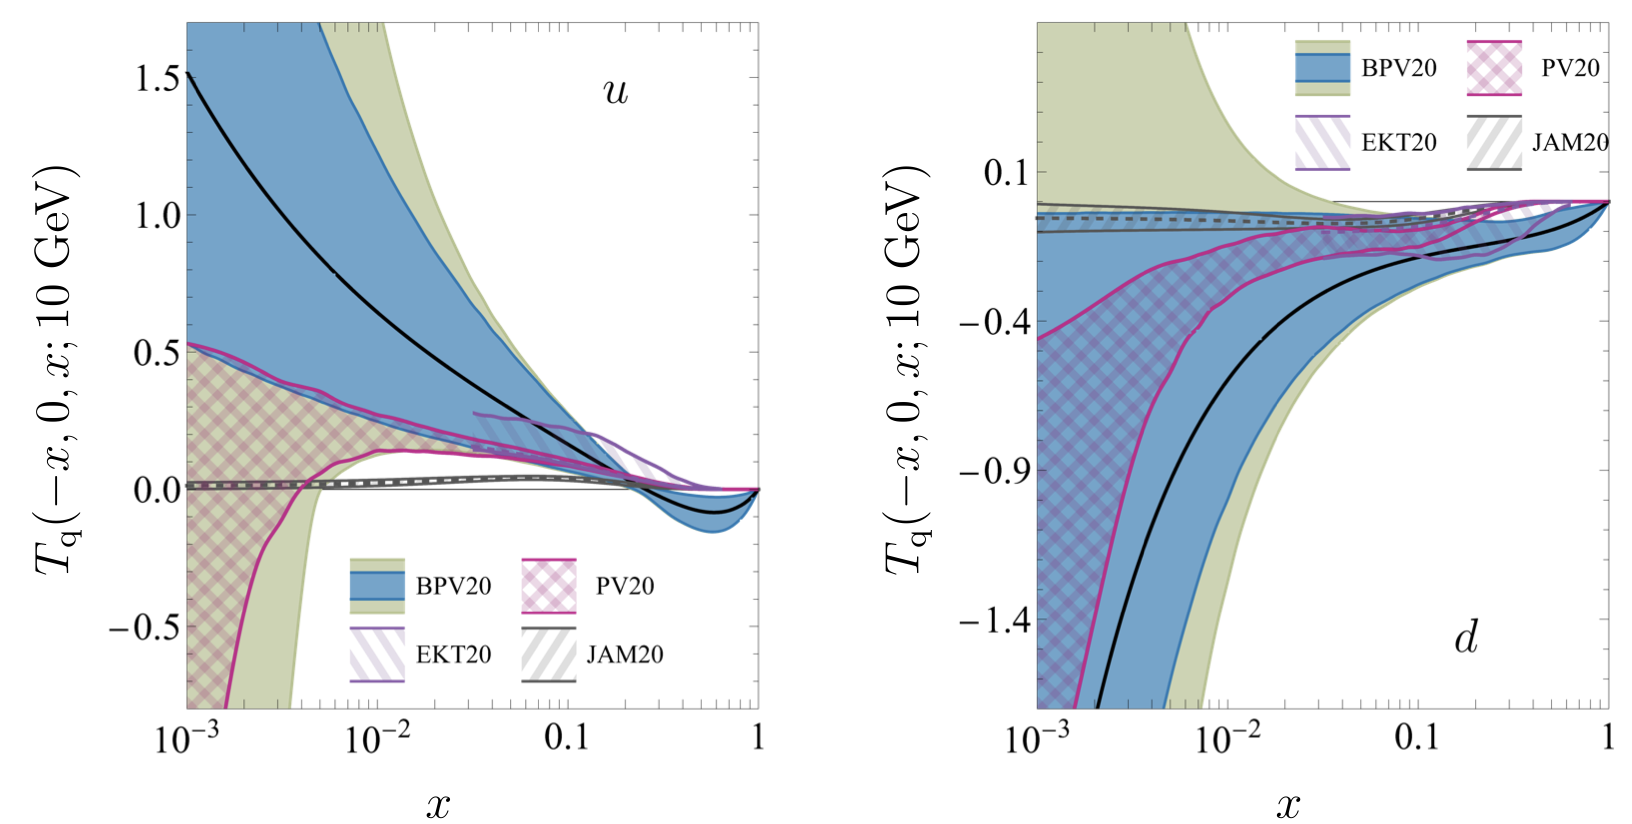 T_q(−x, 0, x; 10 GeV)
1.5
1.0
0.5
0.0
−0.5
u
BPV20
PV20
EKT20
JAM20
10⁻³
10⁻²
0.1
1
x
T_q(−x, 0, x; 10 GeV)
0.1
−0.4
−0.9
−1.4
BPV20
PV20
EKT20
JAM20
d
10⁻³
10⁻²
0.1
1
x